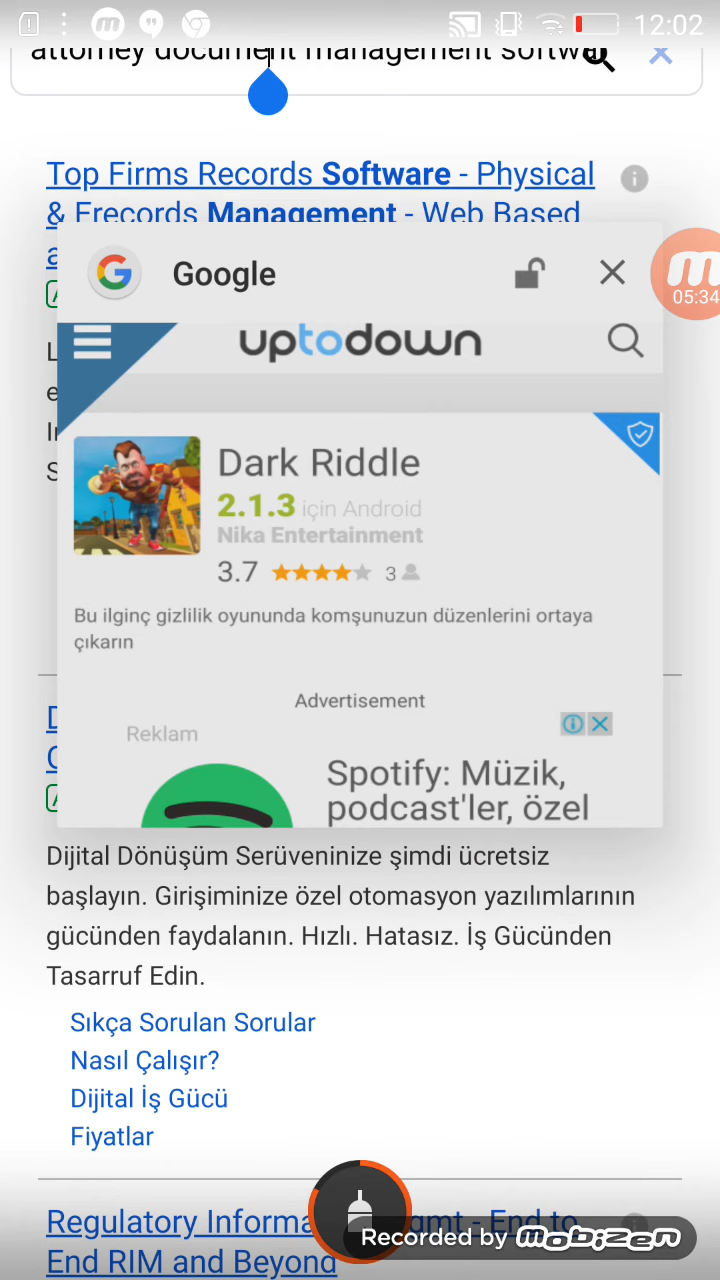 12:02
attorney document management softwa
Top Firms Records Software - Physical
& Erecords Management - Web Based
Google
05:34
uptodown
Dark Riddle
2.1.3 için Android
Nika Entertainment
3.7
3
Bu ilginç gizlilik oyununda komşunuzun düzenlerini ortaya
çıkarın
Advertisement
Reklam
Spotify: Müzik,
podcast'ler, özel
Dijital Dönüşüm Serüveninize şimdi ücretsiz
başlayın. Girişiminize özel otomasyon yazılımlarının
gücünden faydalanın. Hızlı. Hatasız. İş Gücünden
Tasarruf Edin.
Sıkça Sorulan Sorular
Nasıl Çalışır?
Dijital İş Gücü
Fiyatlar
Regulatory Informa gmt - End to
End RIM and Beyond
Recorded by mobizen